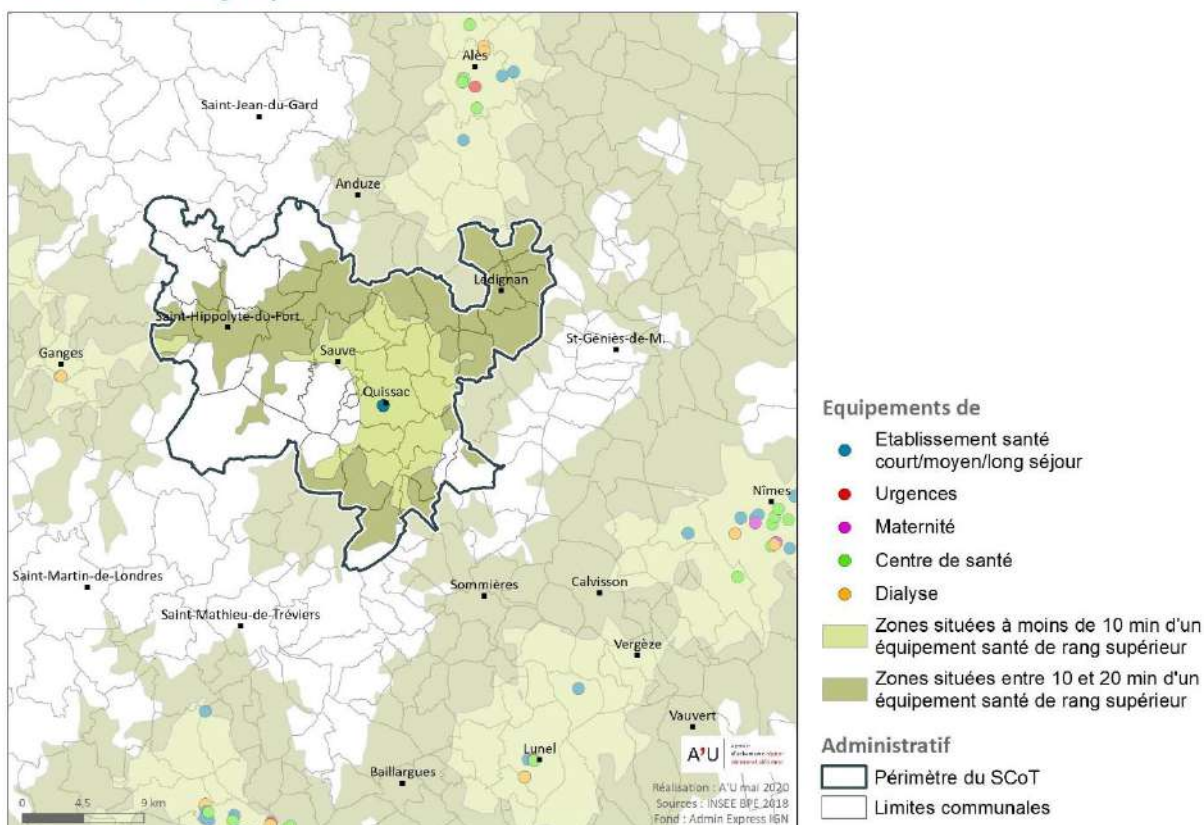 Alès
Saint-Jean-du-Gard
Anduze
Lédignan
Saint-Hippolyte-du-Fort
St-Géniès-de-M.
Ganges
Sauve
Quissac
Nîmes
Saint-Martin-de-Londres
Sommières
Calvisson
Saint-Mathieu-de-Tréviers
Vergèze
Vauvert
Lunel
Baillargues
A'U
Réalisation : A'U mai 2020
Sources : INSEE BPE 2018
Fond : Admin Express IGN
0 4,5 9 km
Equipements de
Etablissement santé
court/moyen/long séjour
Urgences
Maternité
Centre de santé
Dialyse
Zones situées à moins de 10 min d'un
équipement santé de rang supérieur
Zones situées entre 10 et 20 min d'un
équipement santé de rang supérieur
Administratif
Périmètre du SCoT
Limites communales